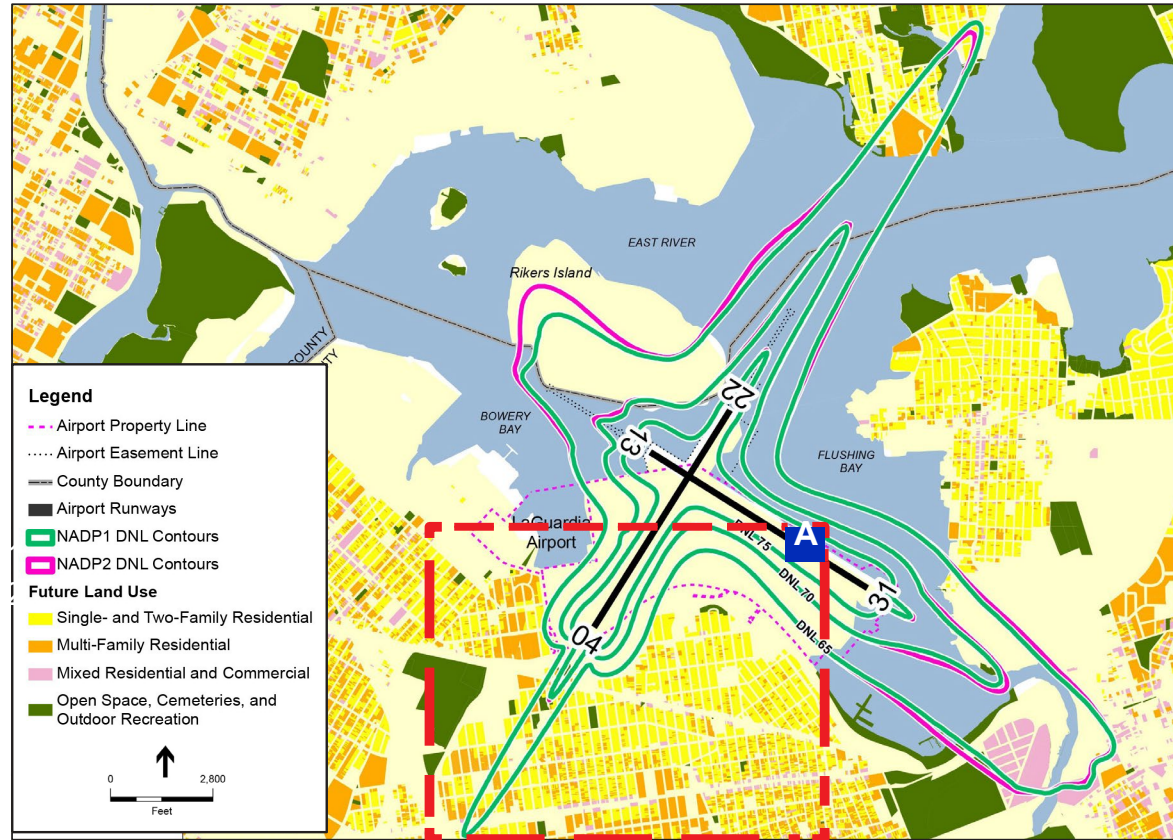 EAST RIVER
Rikers Island
COUNTY
BOWERY
BAY
22
13
FLUSHING
BAY
LaGuardia
Airport
DNL 75
A
DNL 70
31
DNL 65
04
Legend
Airport Property Line
Airport Easement Line
County Boundary
Airport Runways
NADP1 DNL Contours
NADP2 DNL Contours
Future Land Use
Single- and Two-Family Residential
Multi-Family Residential
Mixed Residential and Commercial
Open Space, Cemeteries, and
Outdoor Recreation
0 2,800
Feet